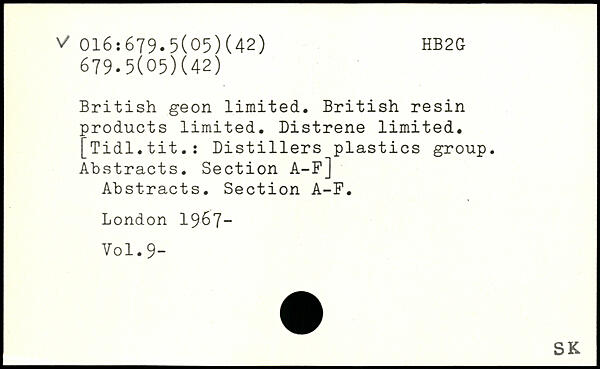 ✓ 016:679.5(05)(42) HB2G
679.5(05)(42)
British geon limited. British resin
products limited. Distrene limited.
[Tidl.tit.: Distillers plastics group.
Abstracts. Section A-F]
Abstracts. Section A-F.
London 1967-
Vol.9-
SK